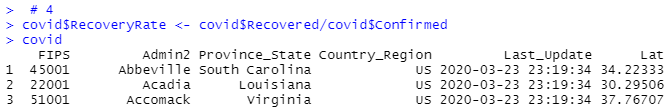 > # 4
> covid$RecoveryRate <- covid$Recovered/covid$Confirmed
> covid
FIPS Admin2 Province_State Country_Region Last_Update Lat
1 45001 Abbeville South Carolina US 2020-03-23 23:19:34 34.22333
2 22001 Acadia Louisiana US 2020-03-23 23:19:34 30.29506
3 51001 Accomack Virginia US 2020-03-23 23:19:34 37.76707